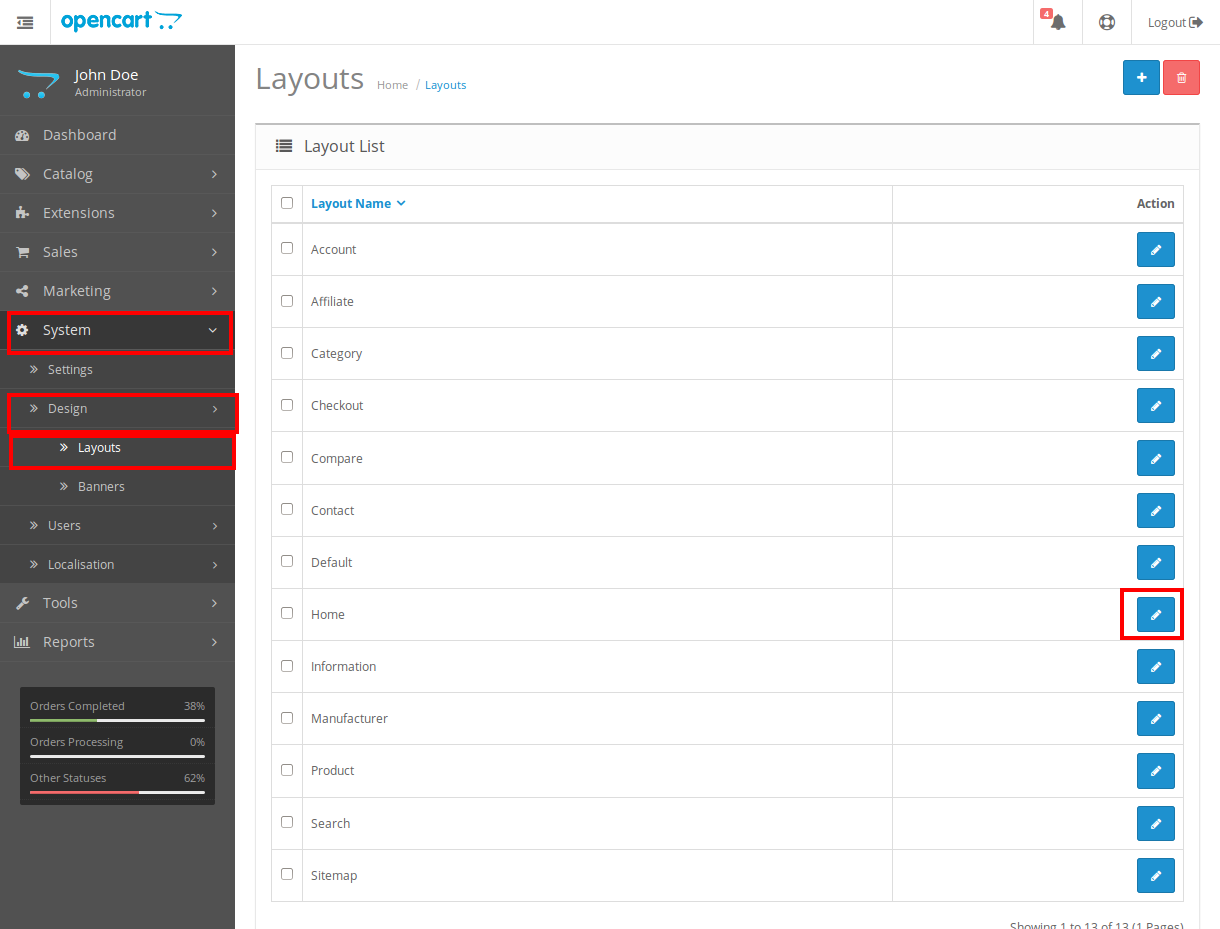 opencart
4
Logout
John Doe
Administrator
Dashboard
Catalog
Extensions
Sales
Marketing
System
Settings
Design
Layouts
Banners
Users
Localisation
Tools
Reports
Orders Completed 38%
Orders Processing 0%
Other Statuses 62%
Layouts Home / Layouts
Layout List
Layout Name Action
Account
Affiliate
Category
Checkout
Compare
Contact
Default
Home
Information
Manufacturer
Product
Search
Sitemap
Showing 1 to 13 of 13 (1 Pages)